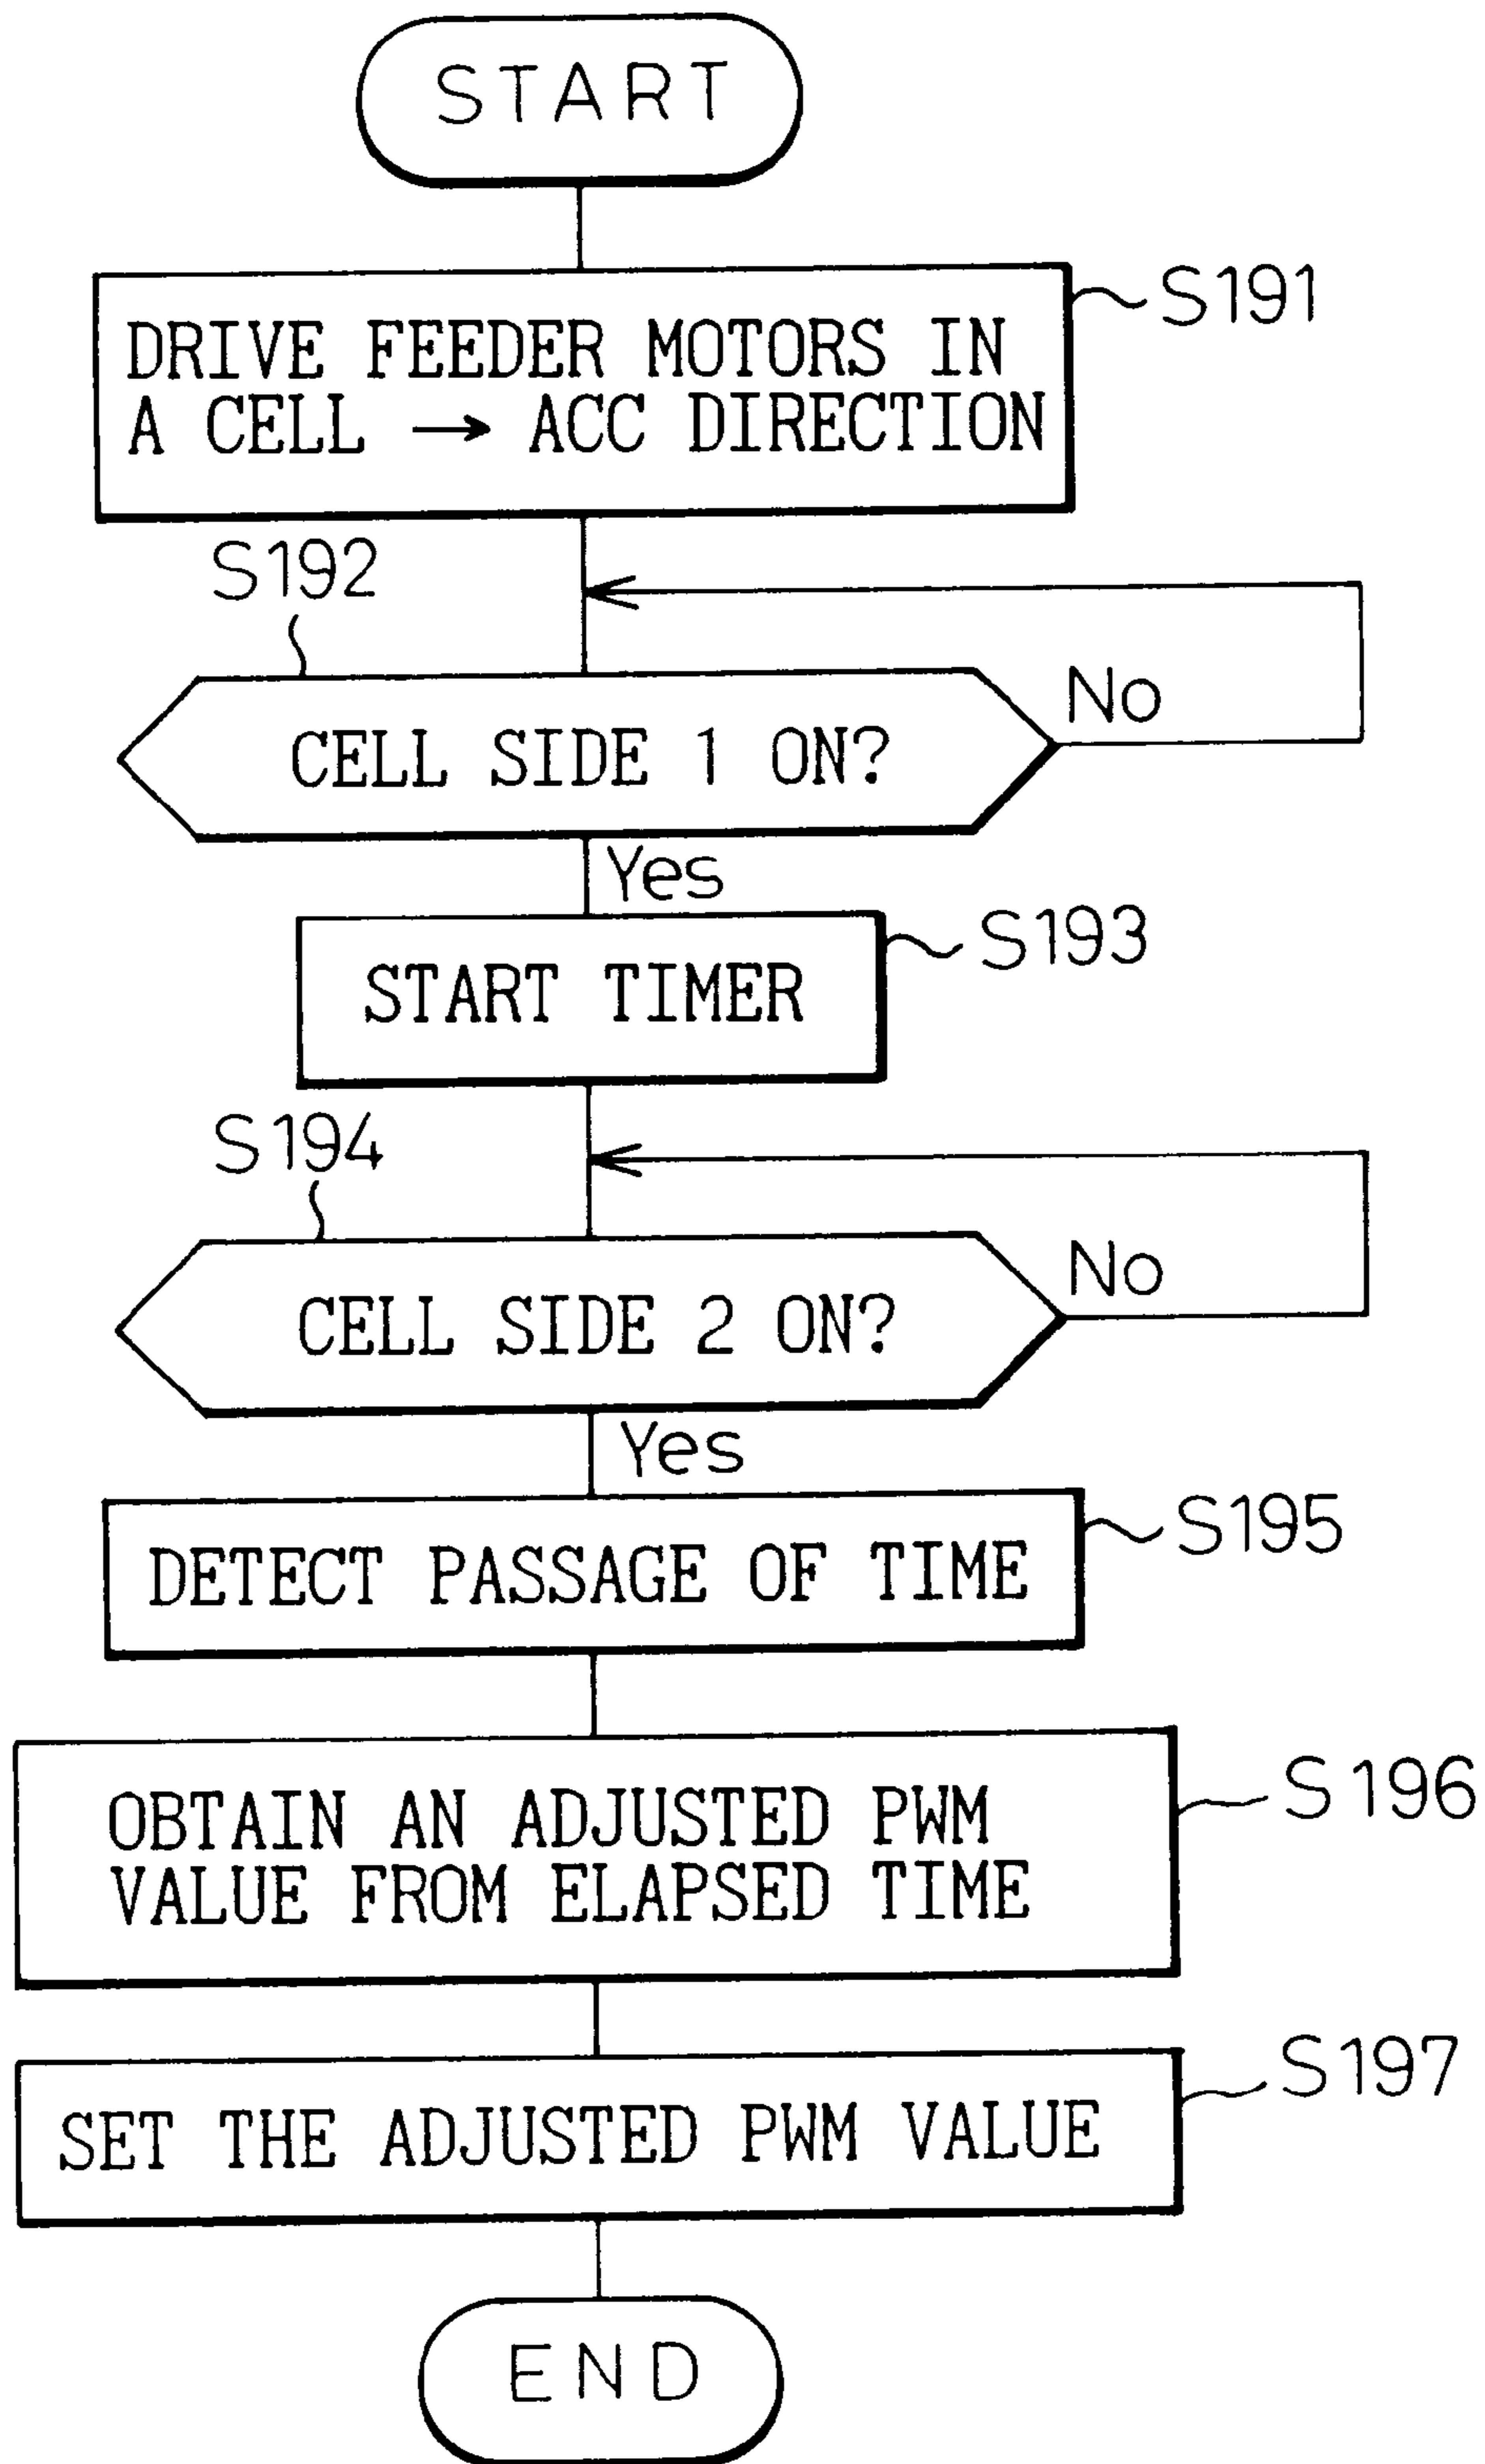 START
S191
DRIVE FEEDER MOTORS IN
A CELL → ACC DIRECTION
S192
No
CELL SIDE 1 ON?
Yes
S193
START TIMER
S194
No
CELL SIDE 2 ON?
Yes
S195
DETECT PASSAGE OF TIME
S196
OBTAIN AN ADJUSTED PWM
VALUE FROM ELAPSED TIME
S197
SET THE ADJUSTED PWM VALUE
END